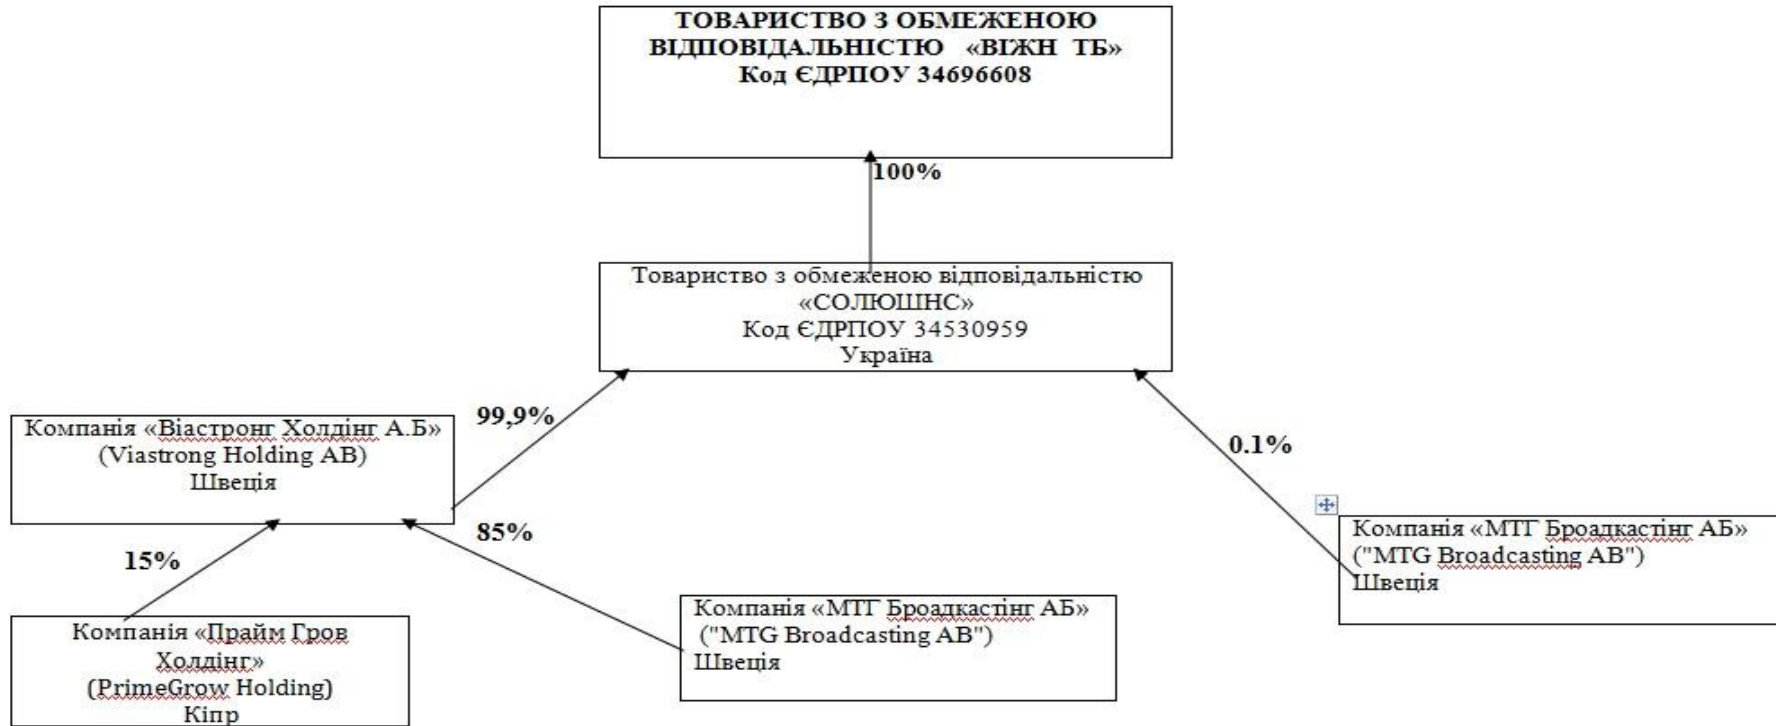 ТОВАРИСТВО З ОБМЕЖЕНОЮ
ВІДПОВІДАЛЬНІСТЮ «ВІЖН ТБ»
Код ЄДРПОУ 34696608
100%
Товариство з обмеженою відповідальністю
«СОЛЮШНС»
Код ЄДРПОУ 34530959
Україна
99,9%
0.1%
Компанія «Віастронг Холдінг А.Б»
(Viastrong Holding AB)
Швеція
15%
85%
Компанія «Прайм Гров
Холдінг»
(PrimeGrow Holding)
Кіпр
Компанія «МТГ Броадкастінг АБ»
("MTG Broadcasting AB")
Швеція
Компанія «МТГ Броадкастінг АБ»
("MTG Broadcasting AB")
Швеція